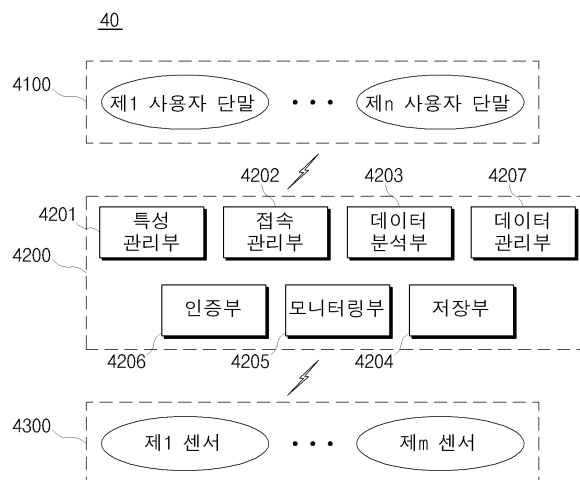 40
4100
제1 사용자 단말
• • •
제n 사용자 단말
4202
4203
4207
4201
특성
관리부
접속
관리부
데이터
분석부
데이터
관리부
4200
인증부
모니터링부
저장부
4206
4205
4204
4300
제1 센서
• • •
제m 센서